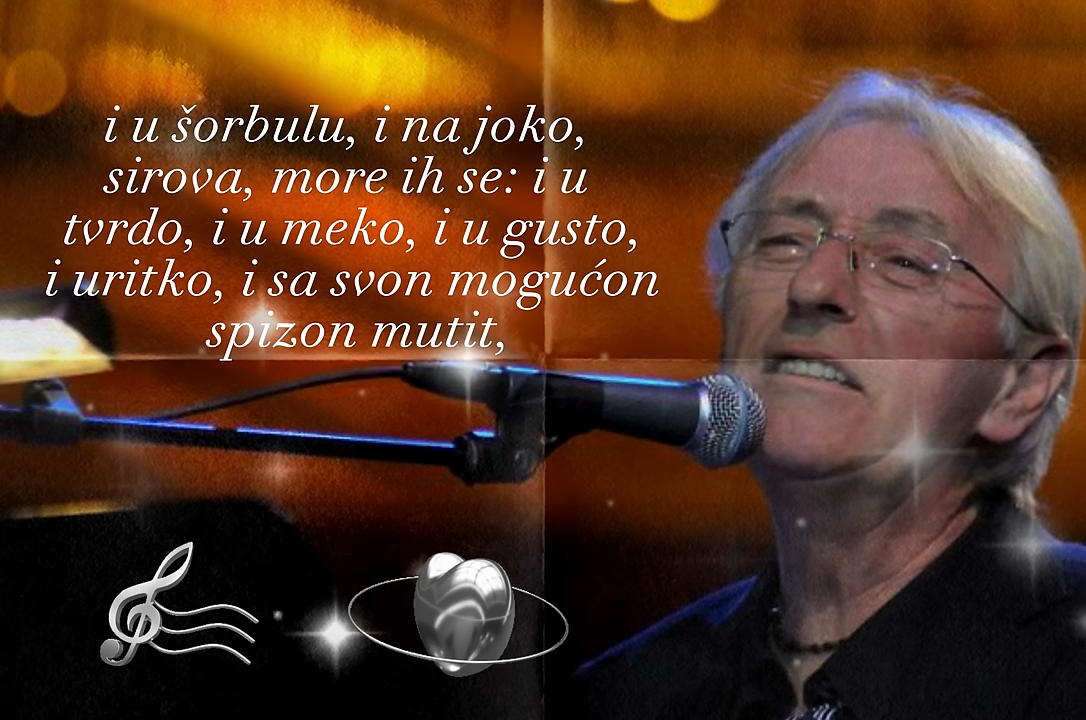 i u šorbulu, i na joko,
sirova, more ih se: i u
tvrdo, i u meko, i u gusto,
i uritko, i sa svon mogućon
spizon mutit,